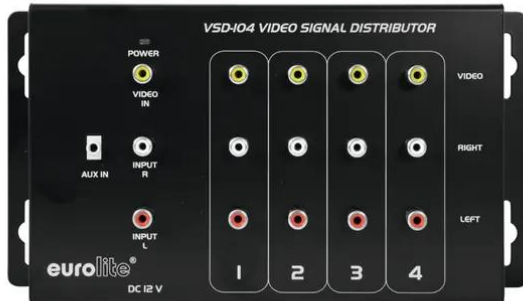 VSD-104 VIDEO SIGNAL DISTRIBUTOR
POWER
VIDEO
IN
VIDEO
AUX IN
INPUT
R
RIGHT
INPUT
L
LEFT
eurolite®
DC 12 V
1 2 3 4